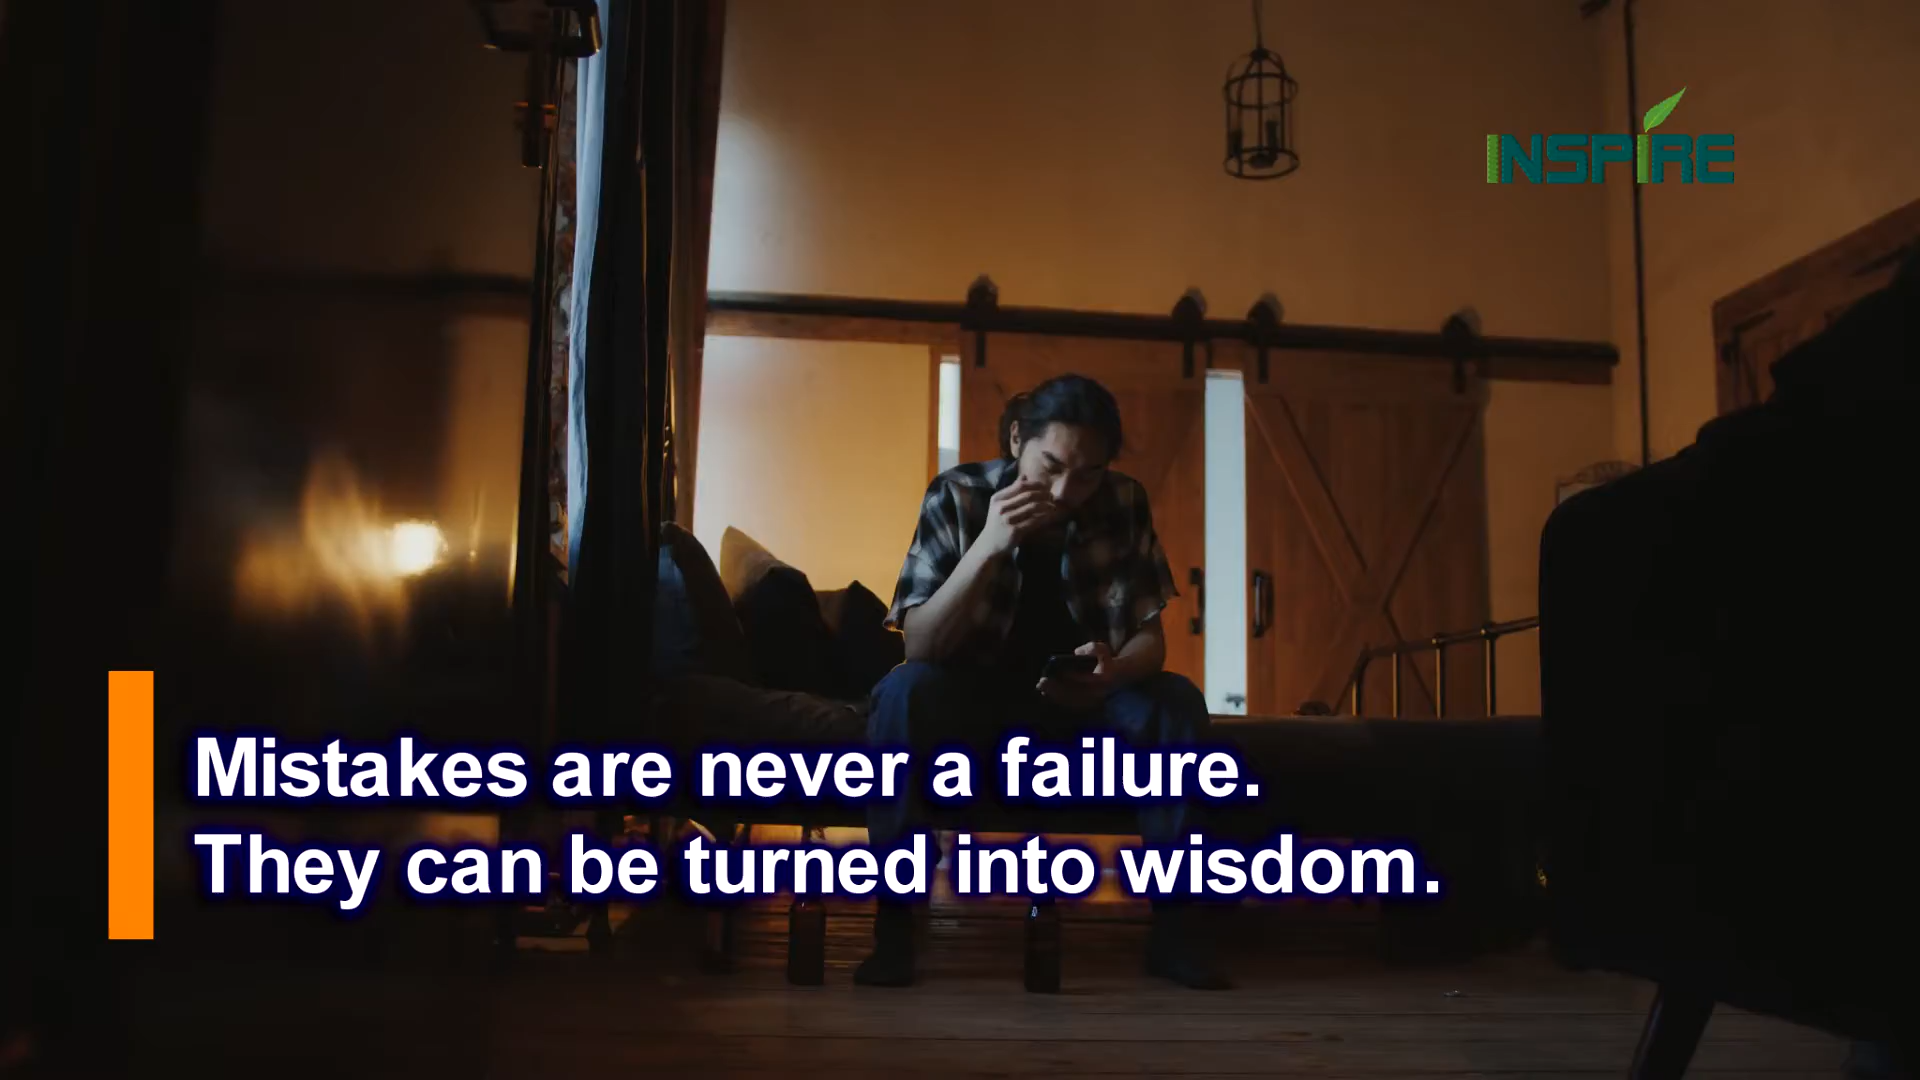 INSPIRE
Mistakes are never a failure.
They can be turned into wisdom.